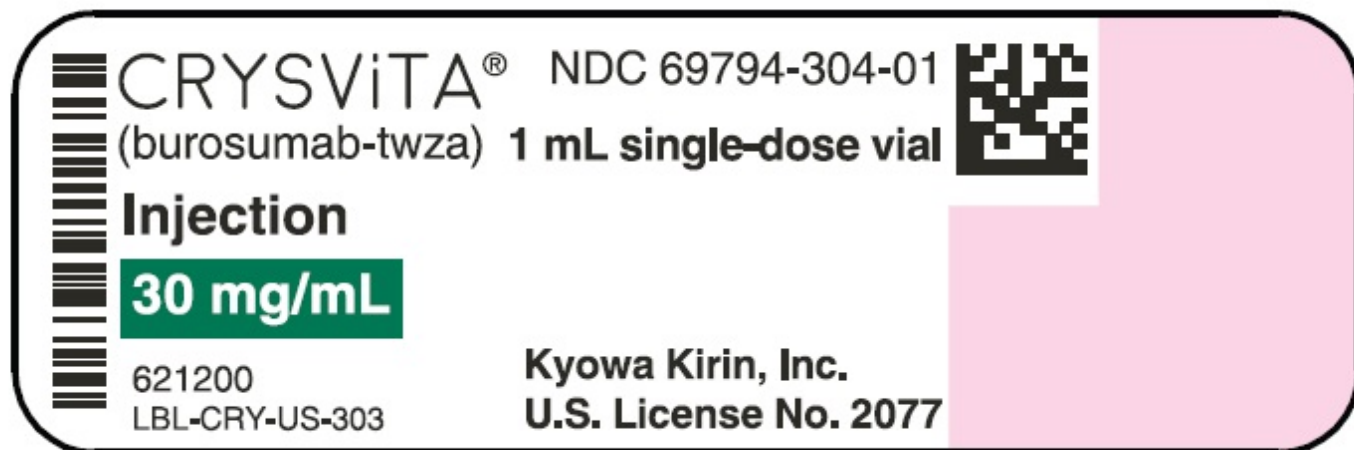 CRYSViTA® NDC 69794-304-01
(burosumab-twza) 1 mL single-dose vial
Injection
30 mg/mL
621200
LBL-CRY-US-303
Kyowa Kirin, Inc.
U.S. License No. 2077